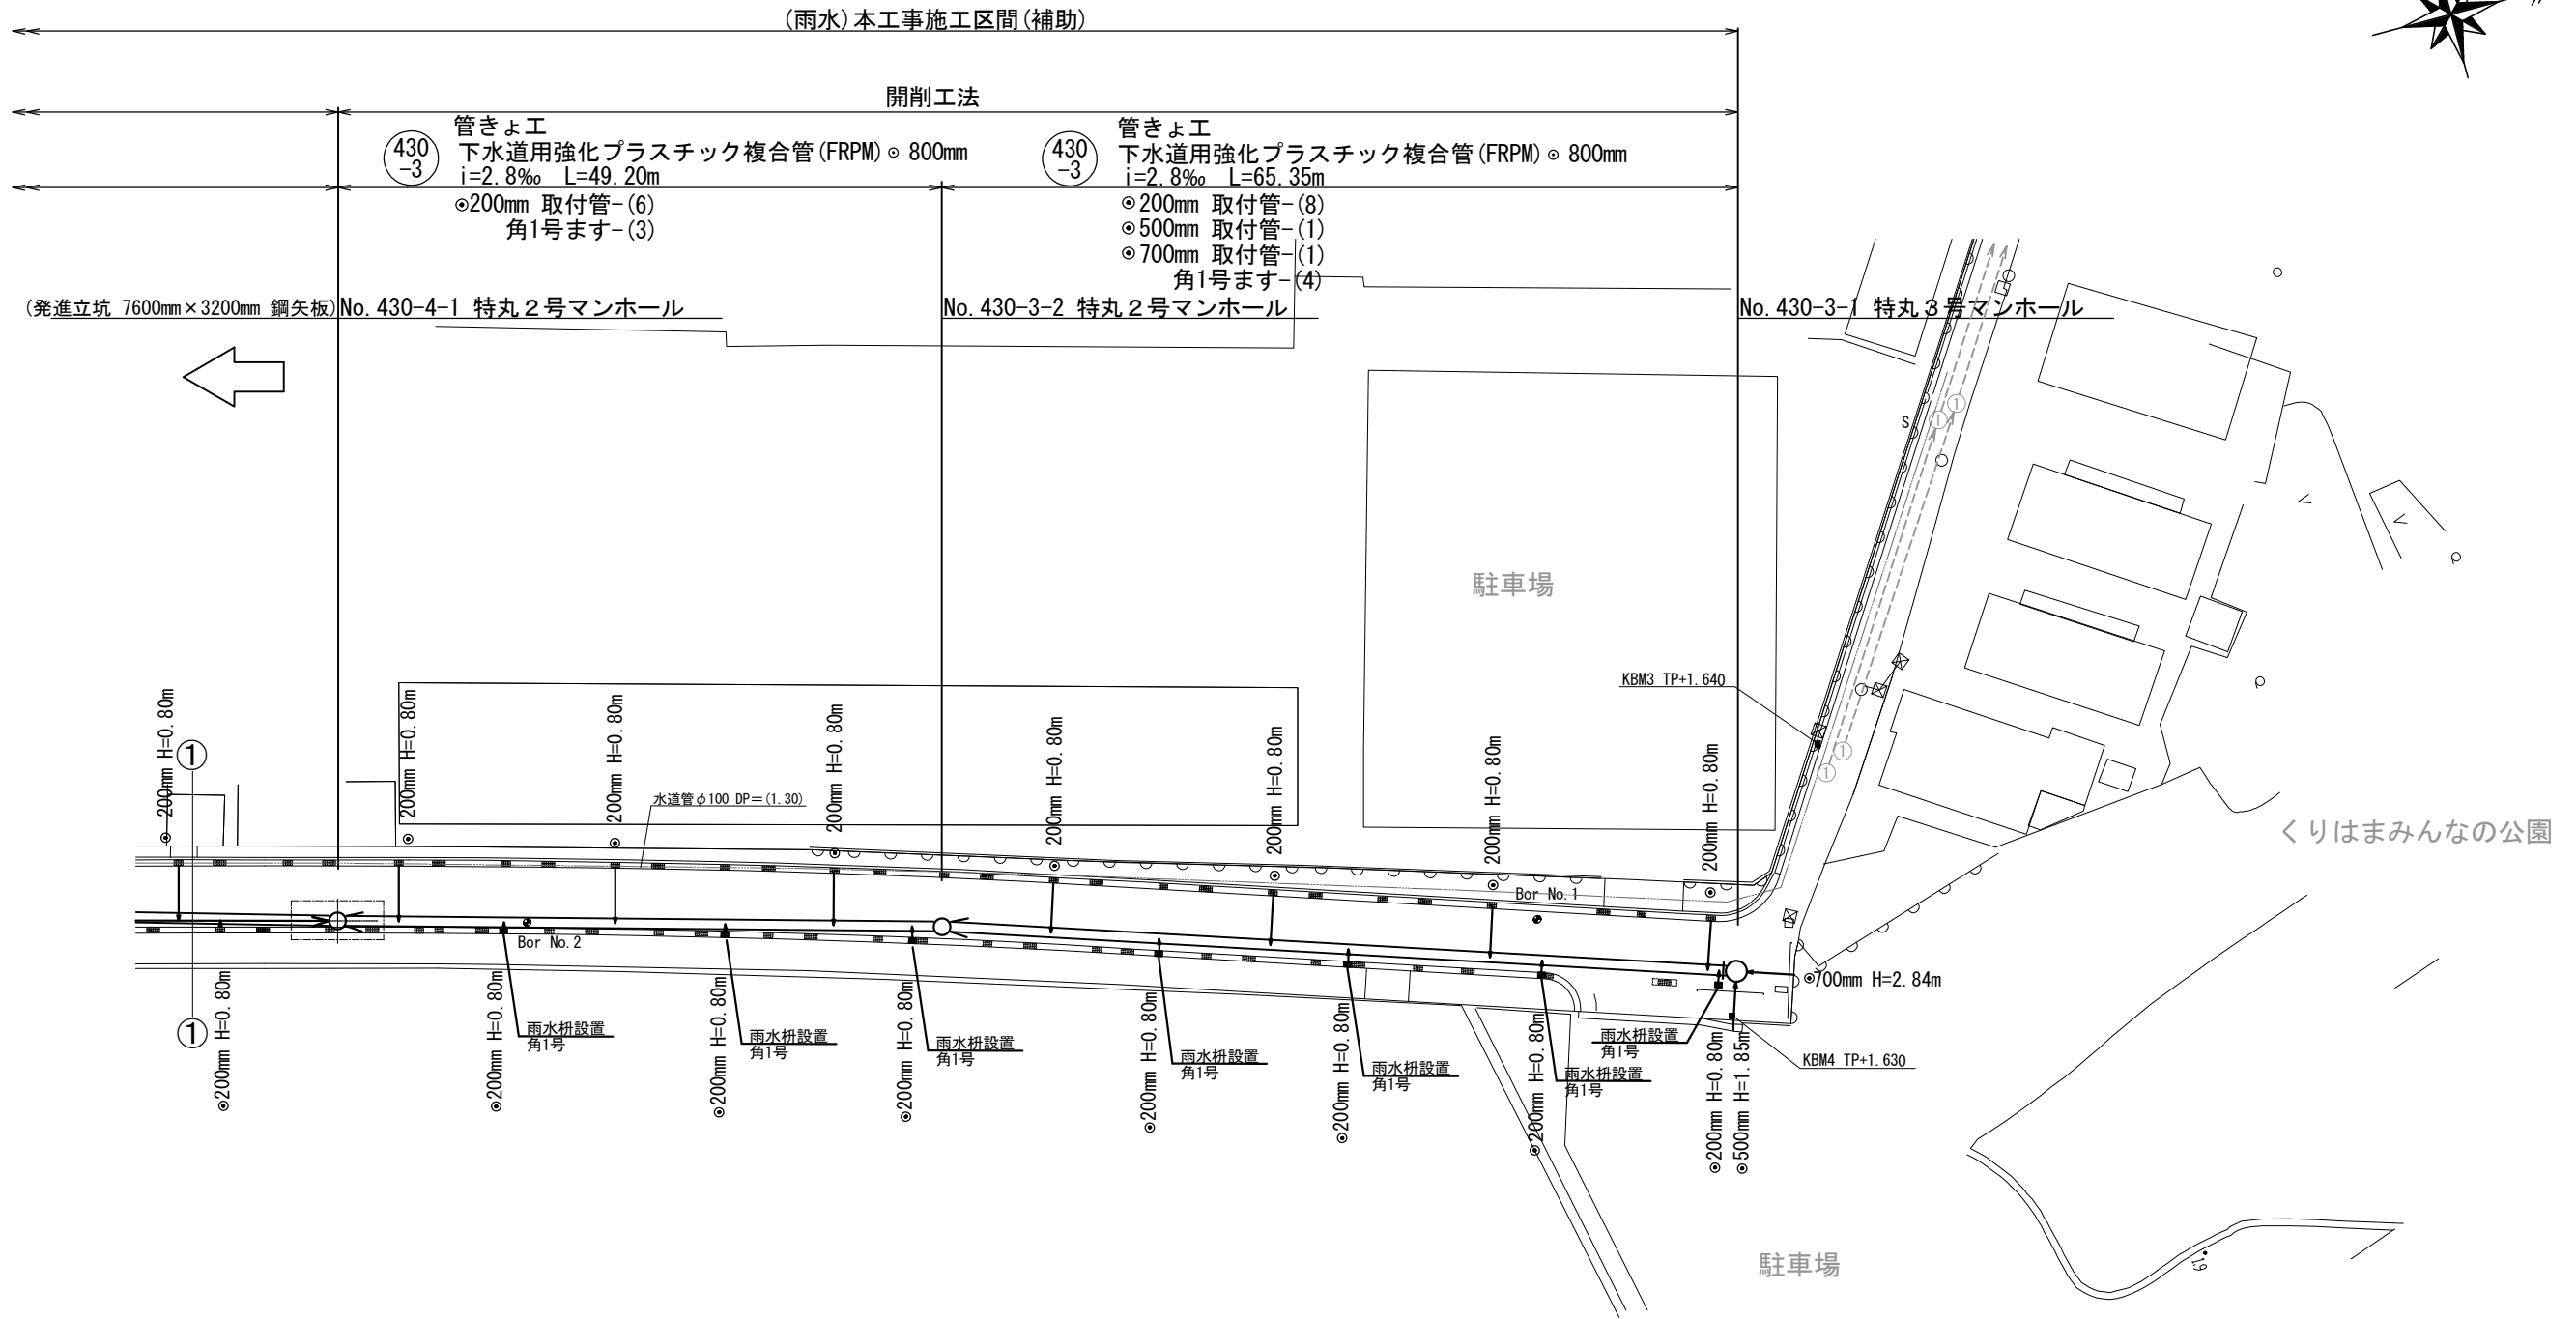 (雨水)本工事施工区間(補助)
開削工法
430
-3
管きょ工
下水道用強化プラスチック複合管(FRPM)◎ 800mm
i=2.8‰ L=49.20m
◎200mm 取付管-(6)
角1号ます-(3)
430
-3
管きょ工
下水道用強化プラスチック複合管(FRPM)◎ 800mm
i=2.8‰ L=65.35m
◎200mm 取付管-(8)
◎500mm 取付管-(1)
◎700mm 取付管-(1)
角1号ます-(4)
(発進立坑 7600mm×3200mm 鋼矢板)
No.430-4-1 特丸2号マンホール
No.430-3-2 特丸2号マンホール
No.430-3-1 特丸3号マンホール
S
1
1
駐車場
KBM3 TP+1.640
1
1
◎200mm H=0.80m
◎200mm H=0.80m
◎200mm H=0.80m
◎200mm H=0.80m
◎200mm H=0.80m
◎200mm H=0.80m
◎200mm H=0.80m
◎200mm H=0.80m
1
水道管φ100 DP=(1.30)
くりはまみんなの公園
Bor No.1
Bor No.2
◎700mm H=2.84m
1
◎200mm H=0.80m
◎200mm H=0.80m
◎200mm H=0.80m
◎200mm H=0.80m
◎200mm H=0.80m
◎200mm H=0.80m
◎200mm H=0.80m
◎200mm H=0.80m
◎500mm H=1.85m
雨水枡設置
角1号
雨水枡設置
角1号
雨水枡設置
角1号
雨水枡設置
角1号
雨水枡設置
角1号
雨水枡設置
角1号
雨水枡設置
角1号
KBM4 TP+1.630
駐車場
1.9